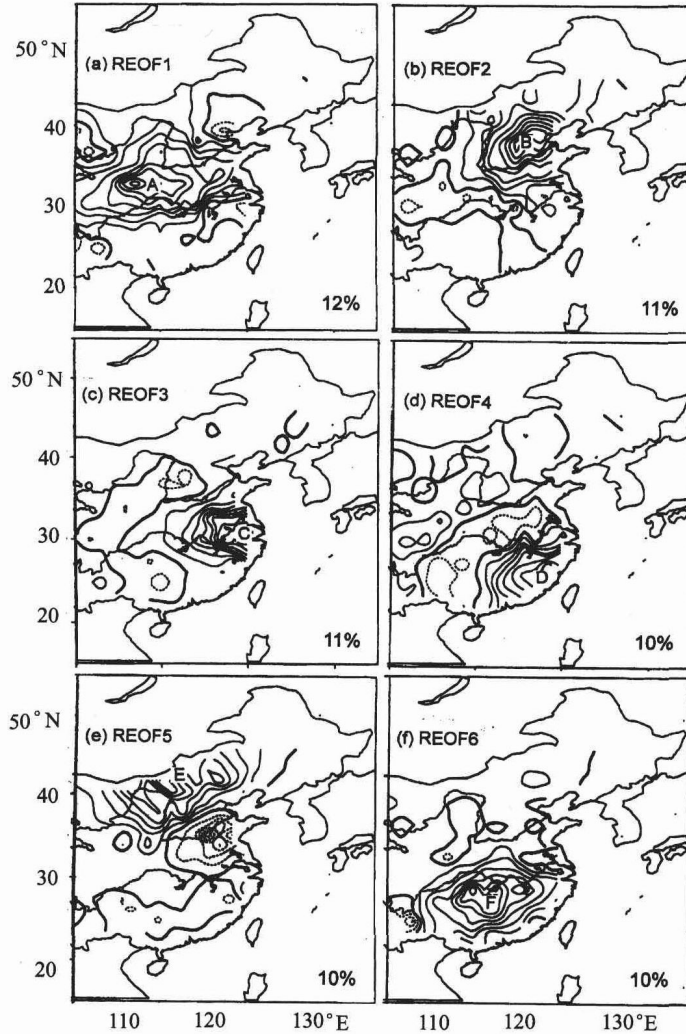 50°N
(a) REOF1
(b) REOF2
40
B
A
30
20
12%
11%
50°N
(c) REOF3
(d) REOF4
40
30
C
D
20
11%
10%
50°N
(e) REOF5
(f) REOF6
E
40
30
F
20
10%
10%
110 120 130°E 110 120 130°E